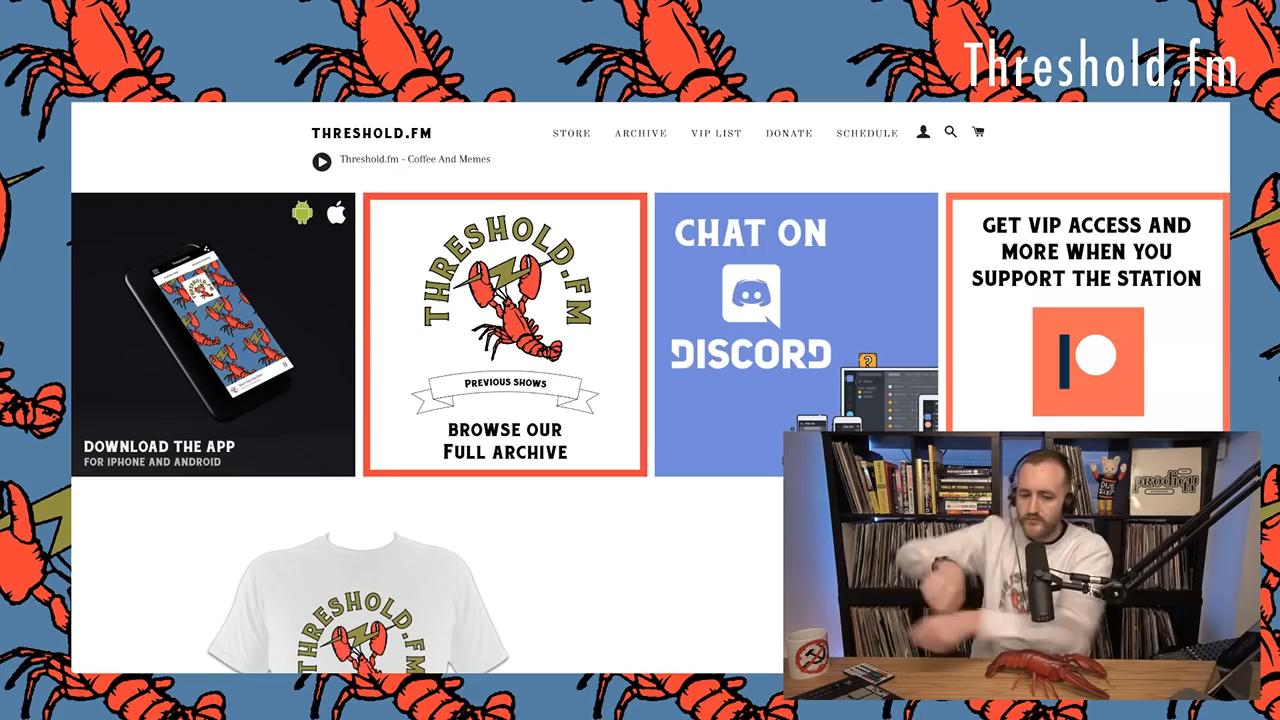 Threshold.fm
THRESHOLD.FM
STORE
ARCHIVE
VIP LIST
DONATE
SCHEDULE
Threshold.fm - Coffee And Memes
DOWNLOAD THE APP
FOR IPHONE AND ANDROID
THRESHOLD.FM
PREVIOUS SHOWS
BROWSE OUR
FULL ARCHIVE
CHAT ON
DISCORD
?
GET VIP ACCESS AND
MORE WHEN YOU
SUPPORT THE STATION
THRESHOLD.FM
prodigy